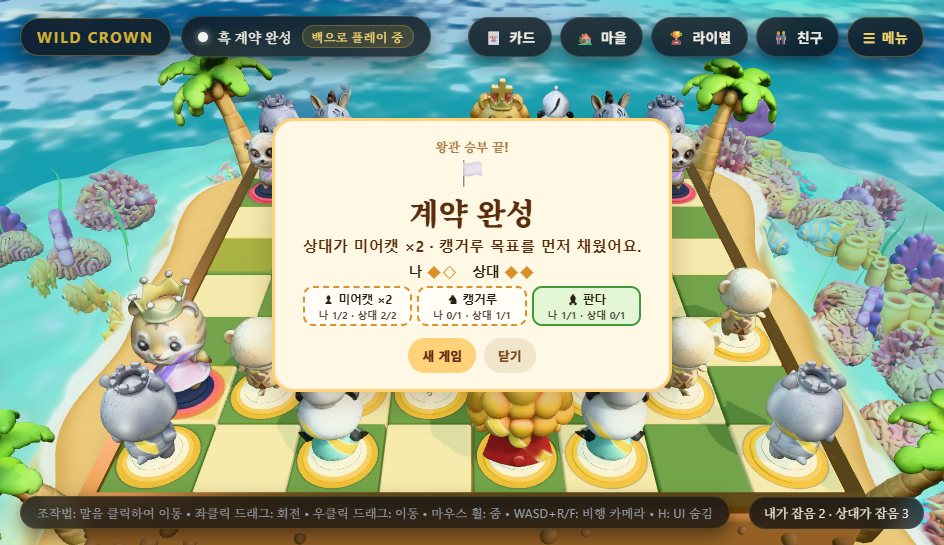 WILD CROWN
흑 계약 완성 백으로 플레이 중
카드
마을
라이벌
친구
☰ 메뉴
왕관 승부 끝!
계약 완성
상대가 미어캣 ×2 · 캥거루 목표를 먼저 채웠어요.
나 ◆◇ 상대 ◆◆
♟ 미어캣 ×2
나 1/2 · 상대 2/2
♞ 캥거루
나 0/1 · 상대 1/1
♝ 판다
나 1/1 · 상대 0/1
새 게임
닫기
조작법: 말을 클릭하여 이동 • 좌클릭 드래그: 회전 • 우클릭 드래그: 이동 • 마우스 휠: 줌 • WASD+R/F: 비행 카메라 • H: UI 숨김
내가 잡음 2 · 상대가 잡음 3